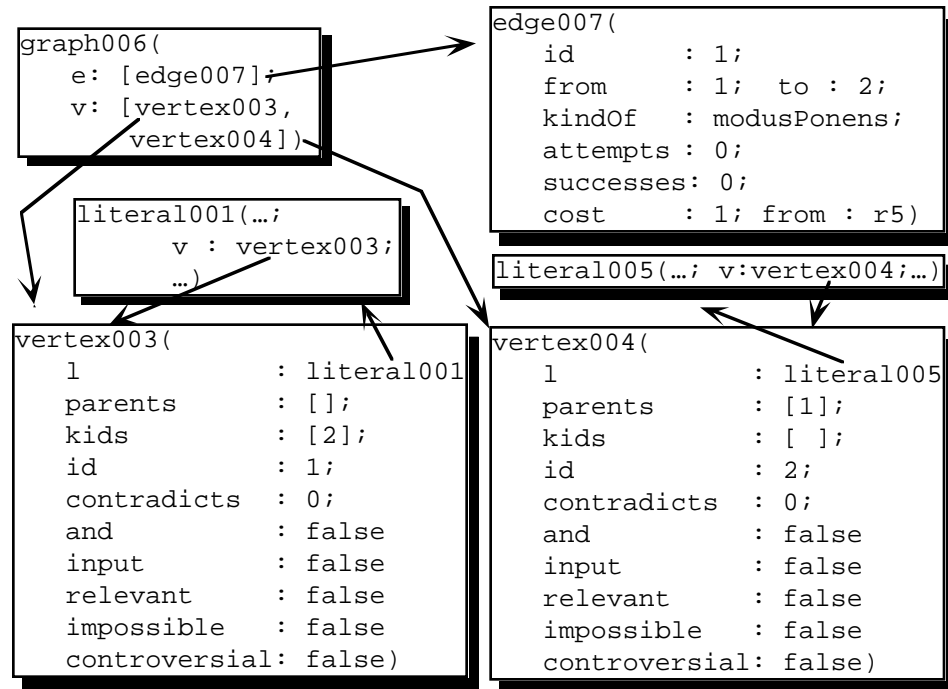 graph006(
e: [edge007];
v: [vertex003,
vertex004])
edge007(
id : 1;
from : 1; to : 2;
kindOf : modusPonens;
attempts : 0;
successes: 0;
cost : 1; from : r5)
literal001(…;
v : vertex003;
…)
literal005(…; v:vertex004;…)
vertex003(
l : literal001
parents : [];
kids : [2];
id : 1;
contradicts : 0;
and : false
input : false
relevant : false
impossible : false
controversial: false)
vertex004(
l : literal005
parents : [1];
kids : [ ];
id : 2;
contradicts : 0;
and : false
input : false
relevant : false
impossible : false
controversial: false)